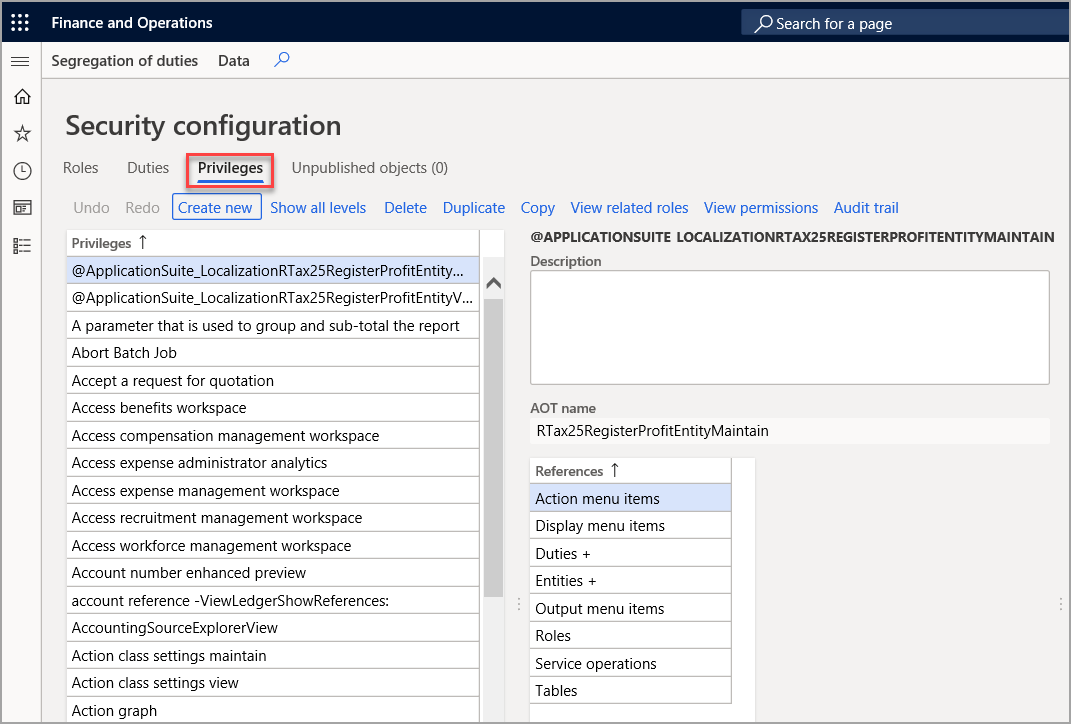 Finance and Operations
Search for a page
Segregation of duties Data
Security configuration
Roles Duties Privileges Unpublished objects (0)
Undo Redo Create new Show all levels Delete Duplicate Copy View related roles View permissions Audit trail
Privileges ↑
@ApplicationSuite_LocalizationRTax25RegisterProfitEntity...
@ApplicationSuite_LocalizationRTax25RegisterProfitEntityV...
A parameter that is used to group and sub-total the report
Abort Batch Job
Accept a request for quotation
Access benefits workspace
Access compensation management workspace
Access expense administrator analytics
Access expense management workspace
Access recruitment management workspace
Access workforce management workspace
Account number enhanced preview
account reference -ViewLedgerShowReferences:
AccountingSourceExplorerView
Action class settings maintain
Action class settings view
Action graph
@APPLICATIONSUITE LOCALIZATIONRTAX25REGISTERPROFITENTITYMAINTAIN
Description
AOT name
RTax25RegisterProfitEntityMaintain
References ↑
Action menu items
Display menu items
Duties +
Entities +
Output menu items
Roles
Service operations
Tables